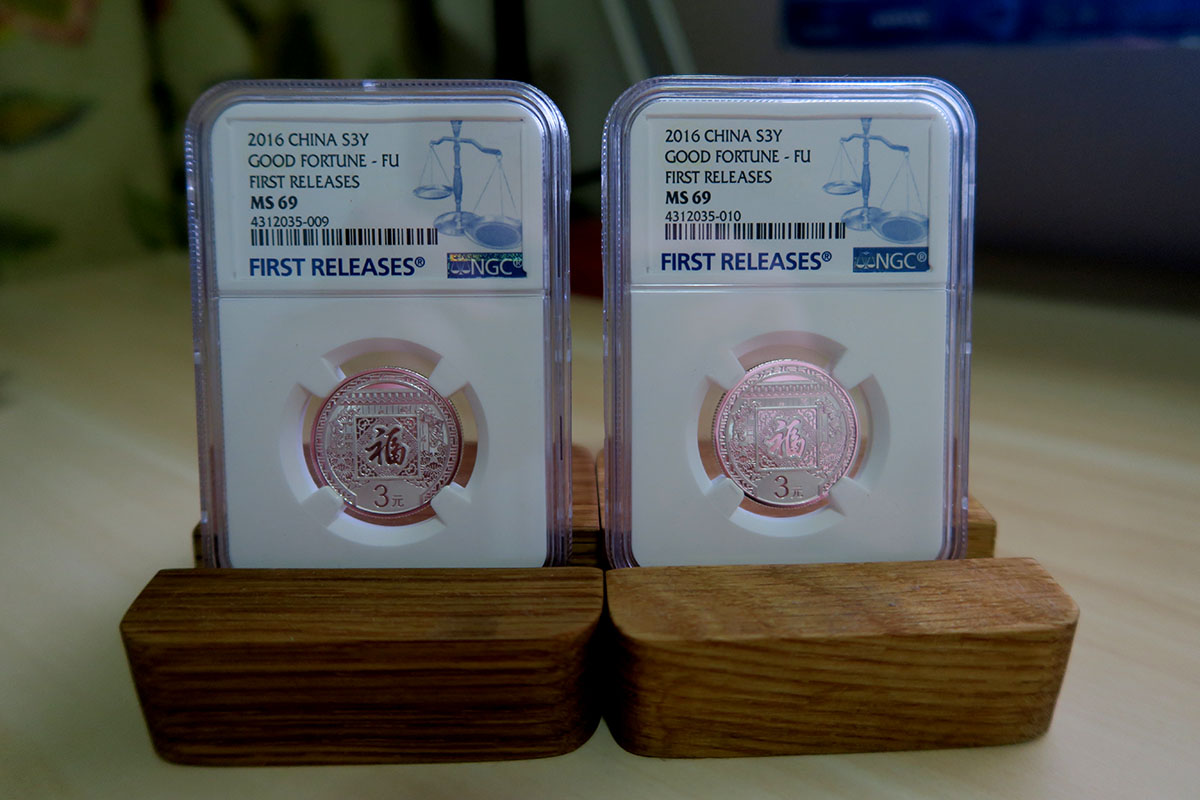 2016 CHINA S3Y
GOOD FORTUNE - FU
FIRST RELEASES
MS 69
4312035-009
FIRST RELEASES®
NGC®
福
3元
2016 CHINA S3Y
GOOD FORTUNE - FU
FIRST RELEASES
MS 69
4312035-010
FIRST RELEASES®
NGC®
福
3元